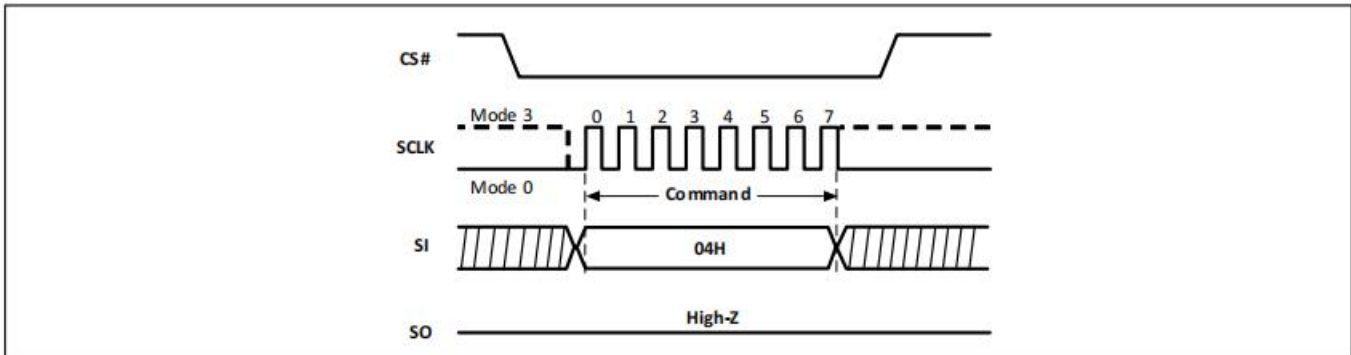 CS#
Mode 3
0 1 2 3 4 5 6 7
SCLK
Mode 0
Command
SI
04H
High-Z
SO